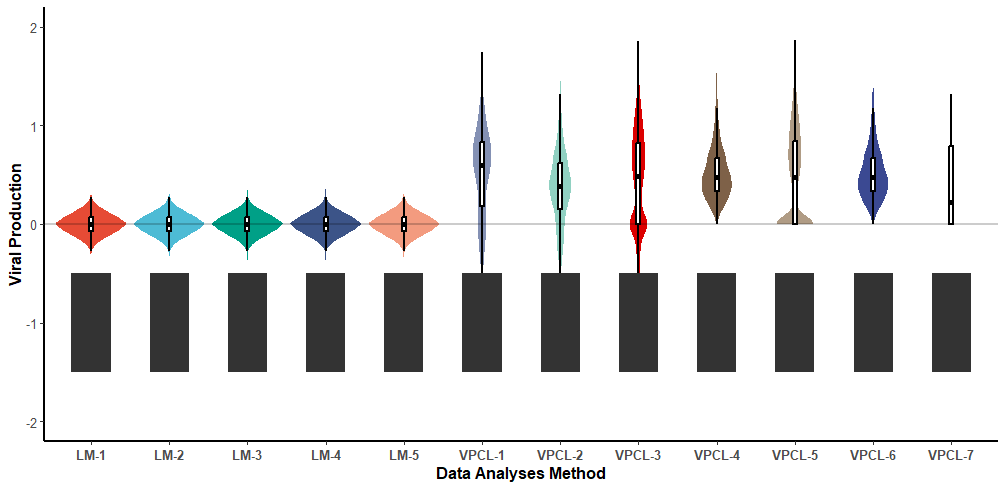 Viral Production
2
1
0
-1
-2
LM-1 LM-2 LM-3 LM-4 LM-5 VPCL-1 VPCL-2 VPCL-3 VPCL-4 VPCL-5 VPCL-6 VPCL-7
Data Analyses Method